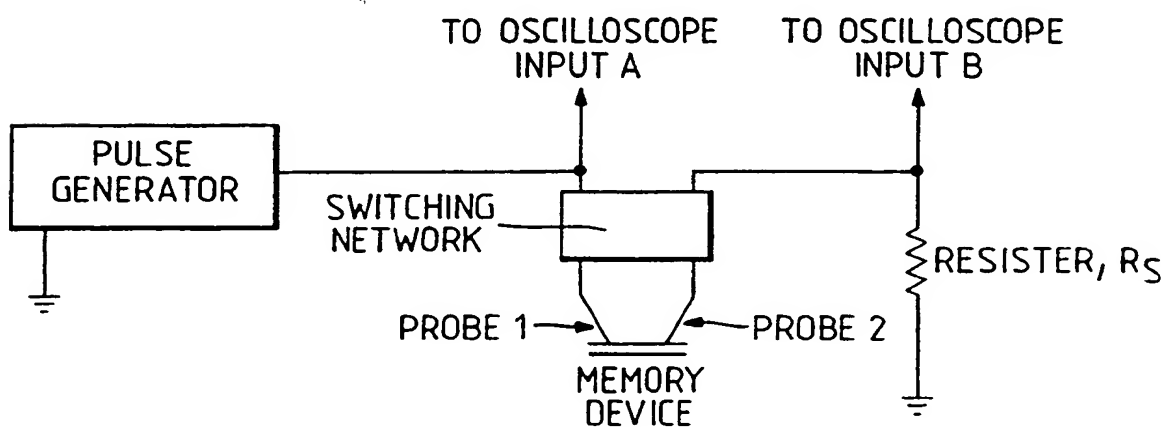 TO OSCILLOSCOPE
INPUT A
TO OSCILLOSCOPE
INPUT B
PULSE
GENERATOR
SWITCHING
NETWORK
RESISTER, RS
PROBE 1
PROBE 2
MEMORY
DEVICE